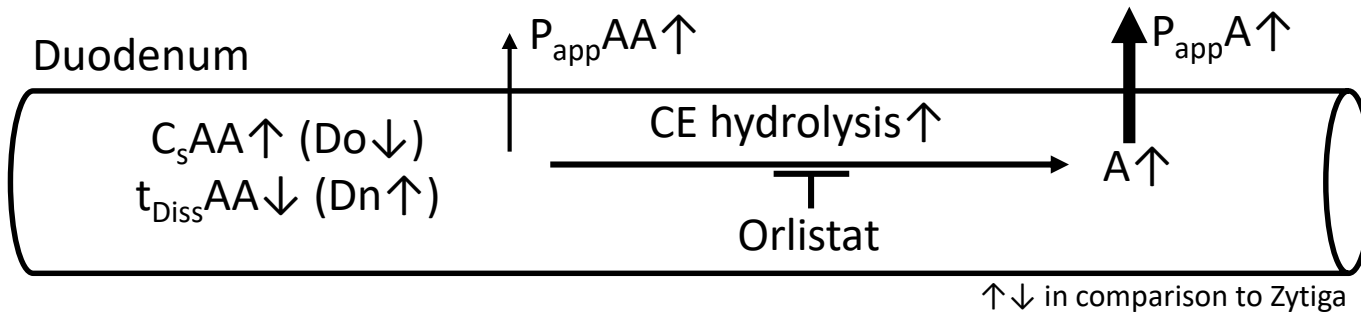 Duodenum
PappAA↑
PappA↑
CsAA↑ (Do↓)
tDissAA↓ (Dn↑)
CE hydrolysis↑
A↑
Orlistat
↑↓ in comparison to Zytiga